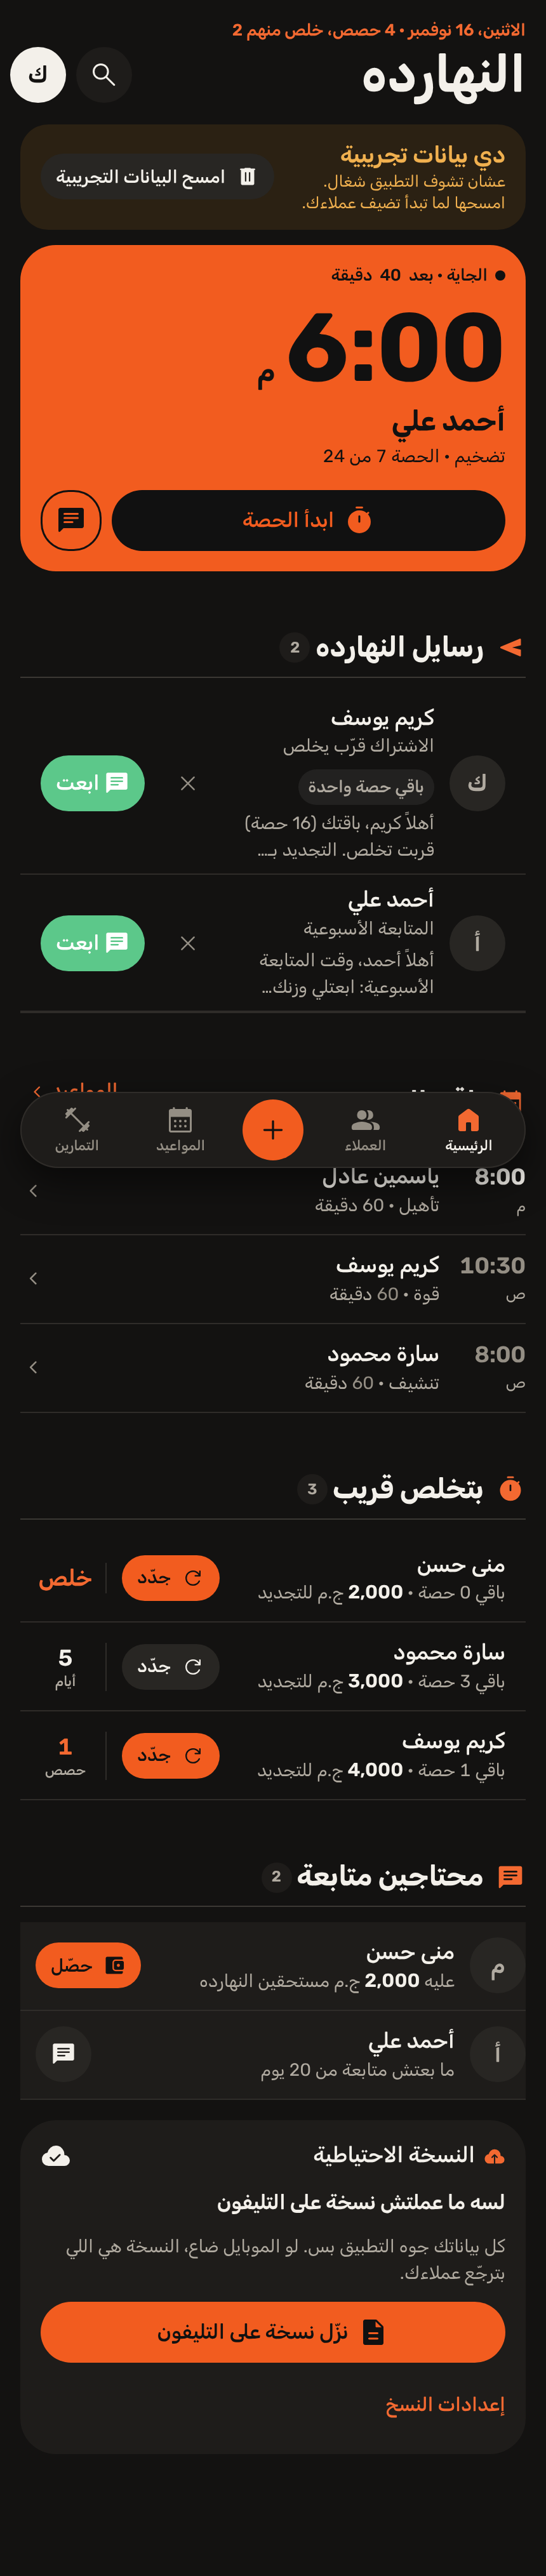 الاثنين، 16 نوفمبر • 4 حصص، خلص منهم 2
النهارده
ك
دي بيانات تجريبية
عشان تشوف التطبيق شغال.
امسحها لما تبدأ تضيف عملاءك.
امسح البيانات التجريبية
الجاية • بعد 40 دقيقة
6:00 م
أحمد علي
تضخيم • الحصة 7 من 24
ابدأ الحصة
رسايل النهارده 2
ك
كريم يوسف
الاشتراك قرّب يخلص
باقي حصة واحدة
أهلاً كريم، باقتك (16 حصة)
قربت تخلص. التجديد بـ...
ابعت
أ
أحمد علي
المتابعة الأسبوعية
أهلاً أحمد، وقت المتابعة
الأسبوعية: ابعتلي وزنك...
ابعت
المواعيد
الرئيسية
العملاء
المواعيد
التمارين
8:00 م
ياسمين عادل
تأهيل • 60 دقيقة
10:30 ص
كريم يوسف
قوة • 60 دقيقة
8:00 ص
سارة محمود
تنشيف • 60 دقيقة
بتخلص قريب 3
منى حسن
باقي 0 حصة • 2,000 ج.م للتجديد
جدّد
خلص
سارة محمود
باقي 3 حصة • 3,000 ج.م للتجديد
جدّد
5
أيام
كريم يوسف
باقي 1 حصة • 4,000 ج.م للتجديد
جدّد
1
حصص
محتاجين متابعة 2
م
منى حسن
عليه 2,000 ج.م مستحقين النهارده
حصّل
أ
أحمد علي
ما بعتش متابعة من 20 يوم
النسخة الاحتياطية
لسه ما عملتش نسخة على التليفون
كل بياناتك جوه التطبيق بس. لو الموبايل ضاع، النسخة هي اللي
بترجّع عملاءك.
نزّل نسخة على التليفون
إعدادات النسخ